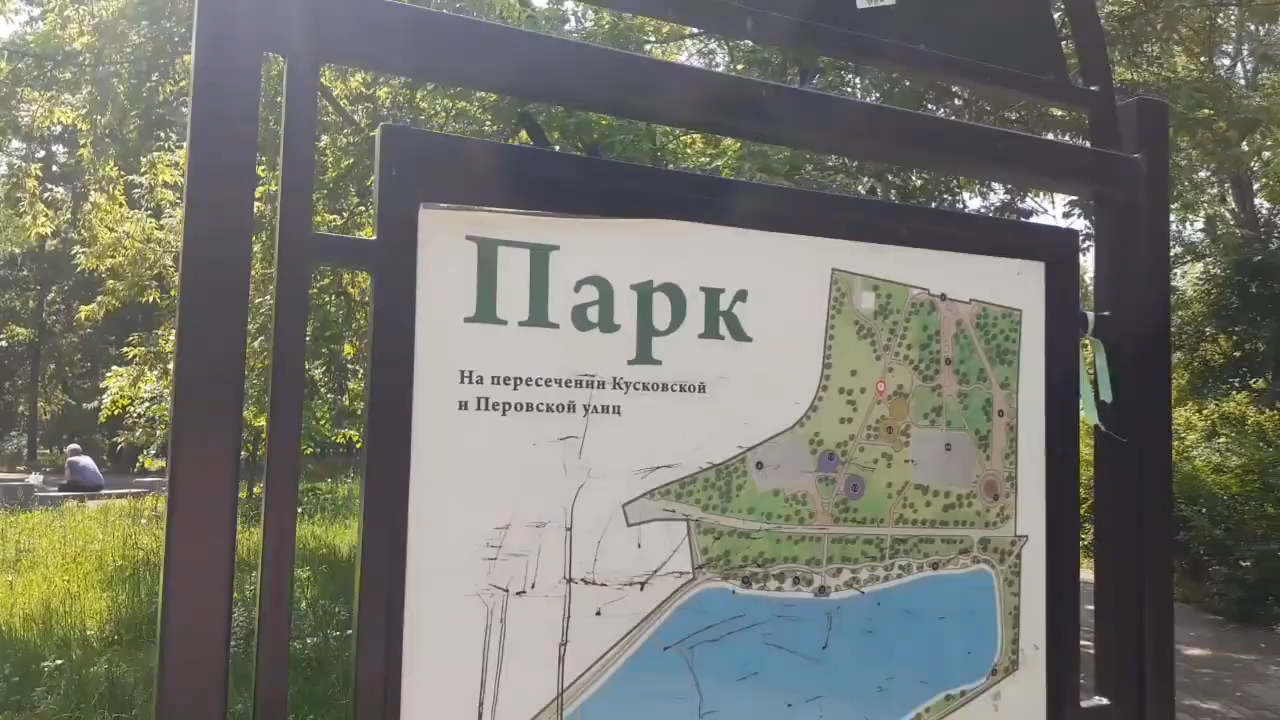 Парк
На пересечении Кусковской
и Перовской улиц